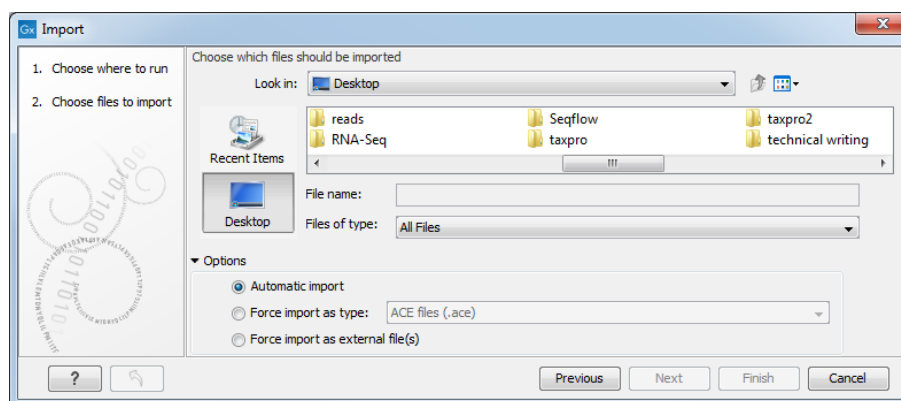 Gx Import
1. Choose where to run
2. Choose files to import
Choose which files should be imported
Look in: Desktop
Recent Items
Desktop
reads Seqflow taxpro2
RNA-Seq taxpro technical writing
File name:
Files of type: All Files
Options
Automatic import
Force import as type: ACE files (.ace)
Force import as external file(s)
? Previous Next Finish Cancel